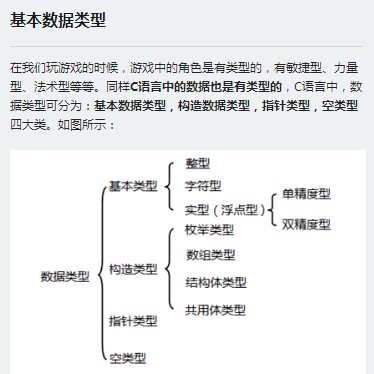 基本数据类型
在我们玩游戏的时候，游戏中的角色是有类型的，有敏捷型、力量
型、法术型等等。同样C语言中的数据也是有类型的，C语言中，数
据类型可分为：基本数据类型，构造数据类型，指针类型，空类型
四大类。如图所示：
数据类型
基本类型
整型
字符型
实型（浮点型）
单精度型
双精度型
构造类型
枚举类型
数组类型
结构体类型
共用体类型
指针类型
空类型